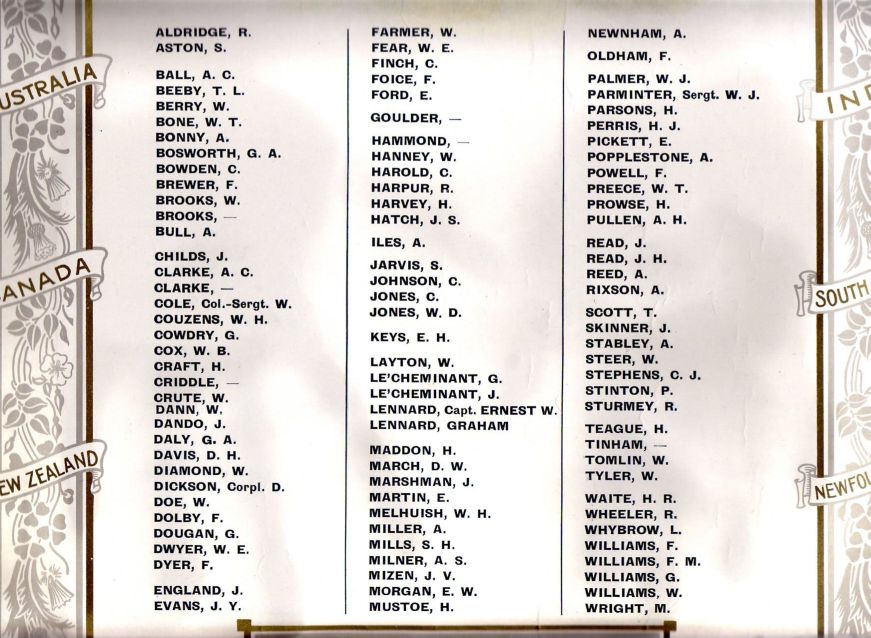 USTRALIA
ANADA
EW ZEALAND
ALDRIDGE, R.
ASTON, S.
BALL, A. C.
BEEBY, T. L.
BERRY, W.
BONE, W. T.
BONNY, A.
BOSWORTH, G. A.
BOWDEN, C.
BREWER, F.
BROOKS, W.
BROOKS, —
BULL, A.
CHILDS, J.
CLARKE, A. C.
CLARKE, —
COLE, Col.-Sergt. W.
COUZENS, W. H.
COWDRY, G.
COX, W. B.
CRAFT, H.
CRIDDLE, —
CRUTE, W.
DANN, W.
DANDO, J.
DALY, G. A.
DAVIS, D. H.
DIAMOND, W.
DICKSON, Corpl. D.
DOE, W.
DOLBY, F.
DOUGAN, G.
DWYER, W. E.
DYER, F.
ENGLAND, J.
EVANS, J. Y.
FARMER, W.
FEAR, W. E.
FINCH, C.
FOICE, F.
FORD, E.
GOULDER, —
HAMMOND, —
HANNEY, W.
HAROLD, C.
HARPUR, R.
HARVEY, H.
HATCH, J. S.
ILES, A.
JARVIS, S.
JOHNSON, C.
JONES, C.
JONES, W. D.
KEYS, E. H.
LAYTON, W.
LE'CHEMINANT, G.
LE'CHEMINANT, J.
LENNARD, Capt. ERNEST W.
LENNARD, GRAHAM
MADDON, H.
MARCH, D. W.
MARSHMAN, J.
MARTIN, E.
MELHUISH, W. H.
MILLER, A.
MILLS, S. H.
MILNER, A. S.
MIZEN, J. V.
MORGAN, E. W.
MUSTOE, H.
NEWNHAM, A.
OLDHAM, F.
PALMER, W. J.
PARMINTER, Sergt. W. J.
PARSONS, H.
PERRIS, H. J.
PICKETT, E.
POPPLESTONE, A.
POWELL, F.
PREECE, W. T.
PROWSE, H.
PULLEN, A. H.
READ, J.
READ, J. H.
REED, A.
RIXSON, A.
SCOTT, T.
SKINNER, J.
STABLEY, A.
STEER, W.
STEPHENS, C. J.
STINTON, P.
STURMEY, R.
TEAGUE, H.
TINHAM, —
TOMLIN, W.
TYLER, W.
WAITE, H. R.
WHEELER, R.
WHYBROW, L.
WILLIAMS, F.
WILLIAMS, F. M.
WILLIAMS, G.
WILLIAMS, W.
WRIGHT, M.
IND
SOUTH
NEWFOU